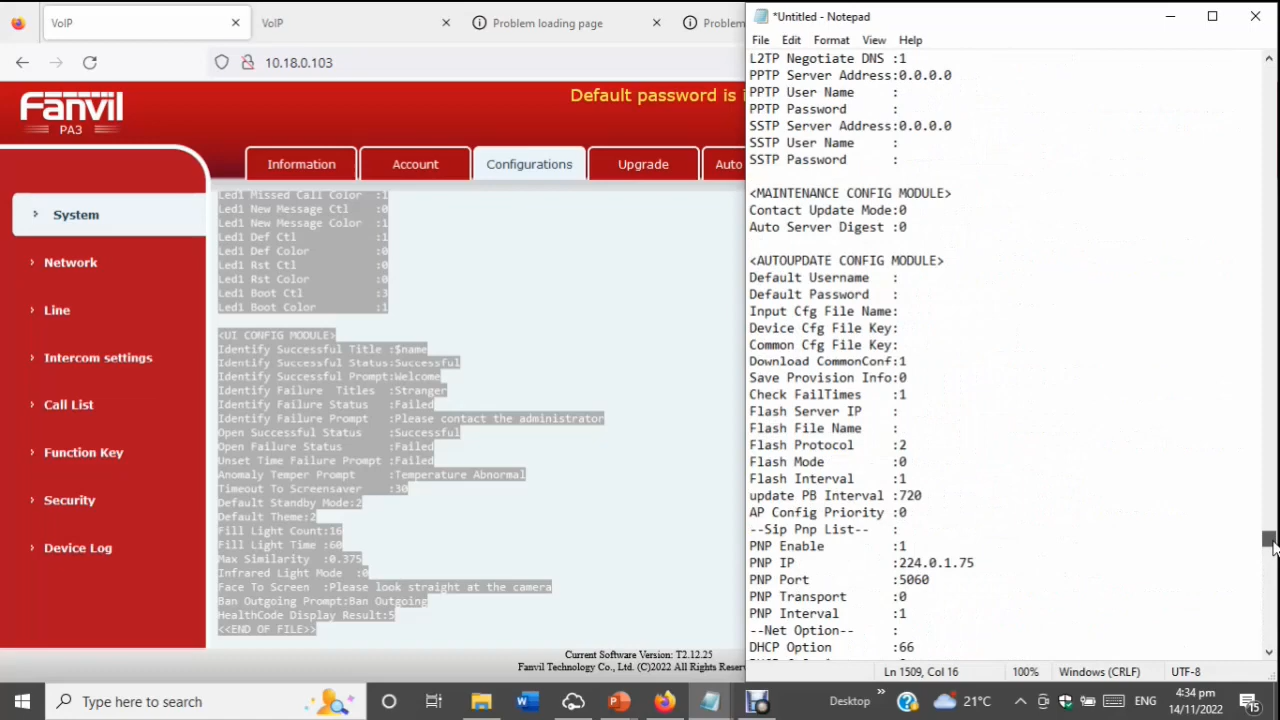 VoIP
VoIP
Problem loading page
Problem
*Untitled - Notepad
File Edit Format View Help
10.18.0.103
Fanvil
PA3
Default password is
Information
Account
Configurations
Upgrade
Auto
System
Network
Line
Intercom settings
Call List
Function Key
Security
Device Log
Led1 Missed Call Color :1
Led1 New Message Ctl :0
Led1 New Message Color :1
Led1 Def Ctl :1
Led1 Def Color :0
Led1 Rst Ctl :0
Led1 Rst Color :0
Led1 Boot Ctl :3
Led1 Boot Color :1
<UI CONFIG MODULE>
Identify Successful Title :$name
Identify Successful Status:Successful
Identify Successful Prompt:Welcome
Identify Failure Titles :Stranger
Identify Failure Status :Failed
Identify Failure Prompt :Please contact the administrator
Open Successful Status :Successful
Open Failure Status :Failed
Unset Time Failure Prompt :Failed
Anomaly Temper Prompt :Temperature Abnormal
Timeout To Screensaver :30
Default Standby Mode:2
Default Theme:2
Fill Light Count:16
Fill Light Time :60
Max Similarity :0.375
Infrared Light Mode :0
Face To Screen :Please look straight at the camera
Ban Outgoing Prompt:Ban Outgoing
HealthCode Display Result:5
<<END OF FILE>>
Current Software Version: T2.12.25
Fanvil Technology Co., Ltd. (C)2022 All Rights Rese
L2TP Negotiate DNS :1
PPTP Server Address:0.0.0.0
PPTP User Name :
PPTP Password :
SSTP Server Address:0.0.0.0
SSTP User Name :
SSTP Password :
<MAINTENANCE CONFIG MODULE>
Contact Update Mode:0
Auto Server Digest :0
<AUTOUPDATE CONFIG MODULE>
Default Username :
Default Password :
Input Cfg File Name:
Device Cfg File Key:
Common Cfg File Key:
Download CommonConf:1
Save Provision Info:0
Check FailTimes :1
Flash Server IP :
Flash File Name :
Flash Protocol :2
Flash Mode :0
Flash Interval :1
update PB Interval :720
AP Config Priority :0
--Sip Pnp List-- :
PNP Enable :1
PNP IP :224.0.1.75
PNP Port :5060
PNP Transport :0
PNP Interval :1
--Net Option-- :
DHCP Option :66
Ln 1509, Col 16
100%
Windows (CRLF)
UTF-8
Type here to search
Desktop
21°C
ENG
4:34 pm
14/11/2022
15